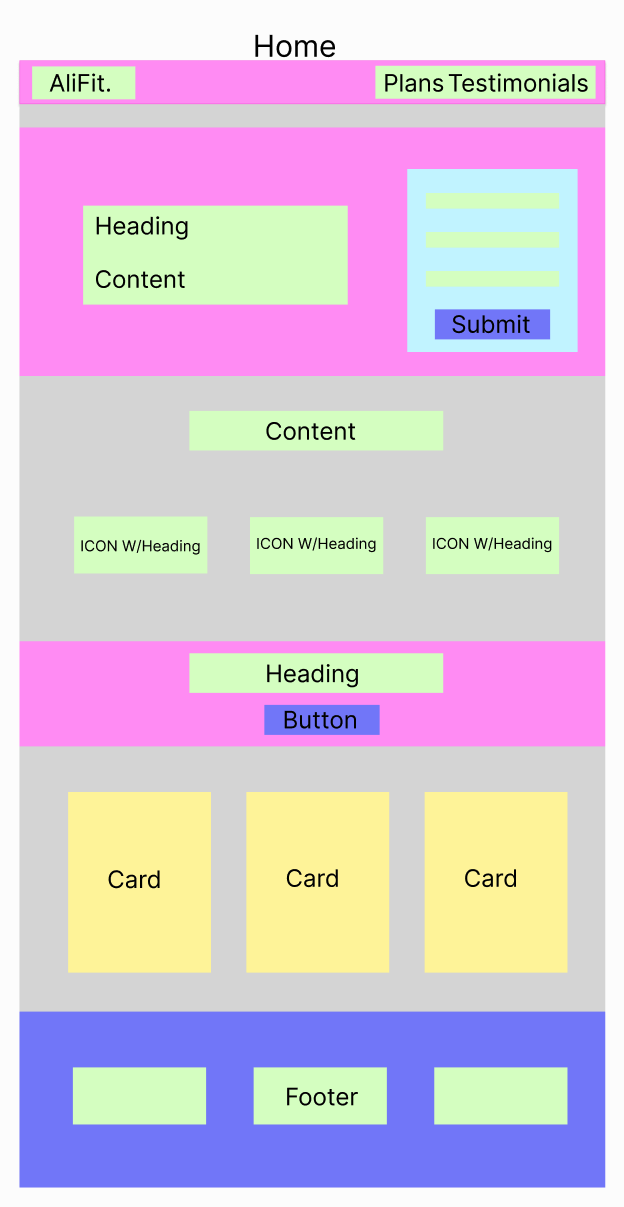 Home
AliFit.
Plans Testimonials
Heading
Content
Submit
Content
ICON W/Heading
ICON W/Heading
ICON W/Heading
Heading
Button
Card
Card
Card
Footer